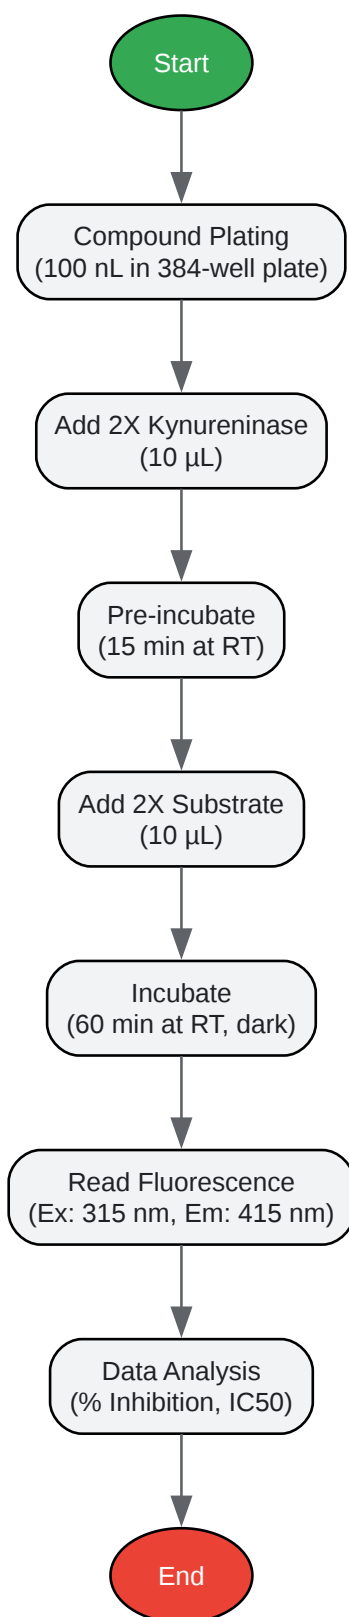 Start
Compound Plating
(100 nL in 384-well plate)
Add 2X Kynureninase
(10 µL)
Pre-incubate
(15 min at RT)
Add 2X Substrate
(10 µL)
Incubate
(60 min at RT, dark)
Read Fluorescence
(Ex: 315 nm, Em: 415 nm)
Data Analysis
(% Inhibition, IC50)
End